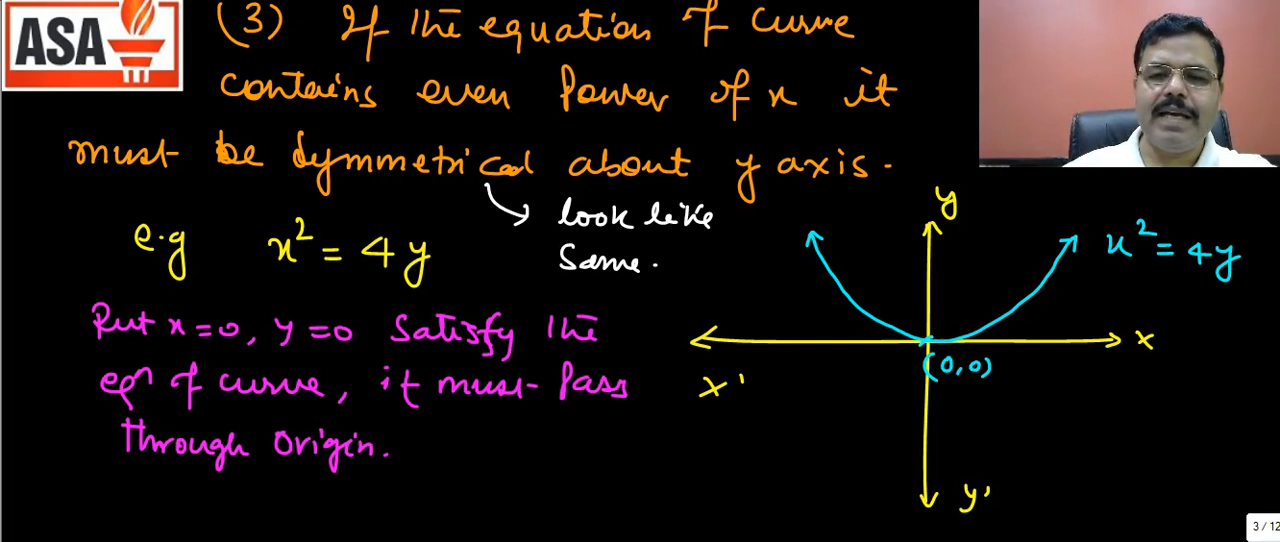 ASA
(3) If the equation of curve
contains even Power of x it
must be Symmetrical about y axis.
look like
Same.
e.g x² = 4y
Put x=0, y=0 Satisfy the
eqn of curve, it must Pass
through Origin.
y
x² = 4y
x
(0,0)
x'
y'
3 / 12